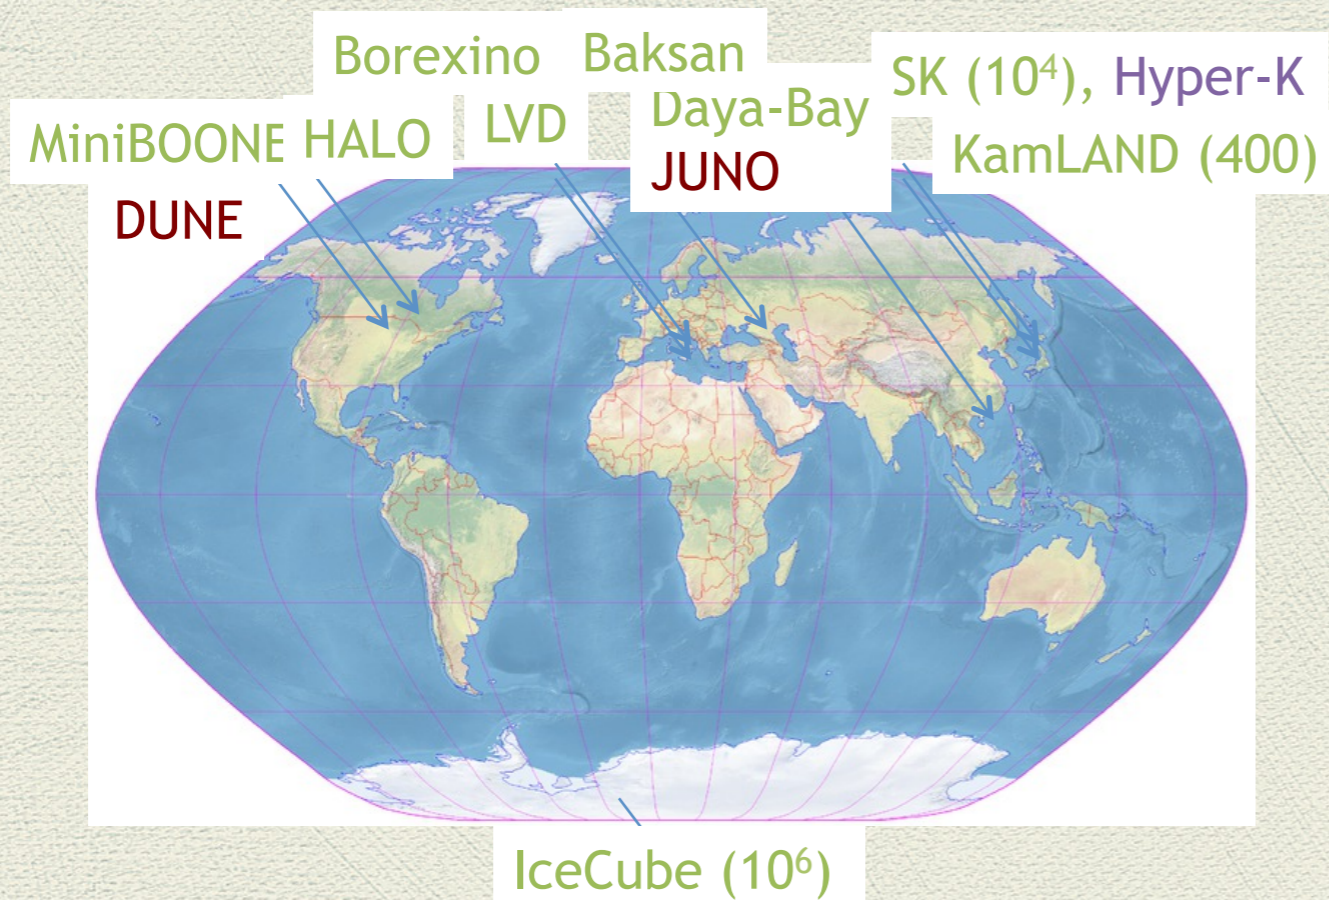 Borexino
Baksan
SK (10⁴), Hyper-K
MiniBOONE
HALO
LVD
Daya-Bay
JUNO
KamLAND (400)
DUNE
IceCube (10⁶)